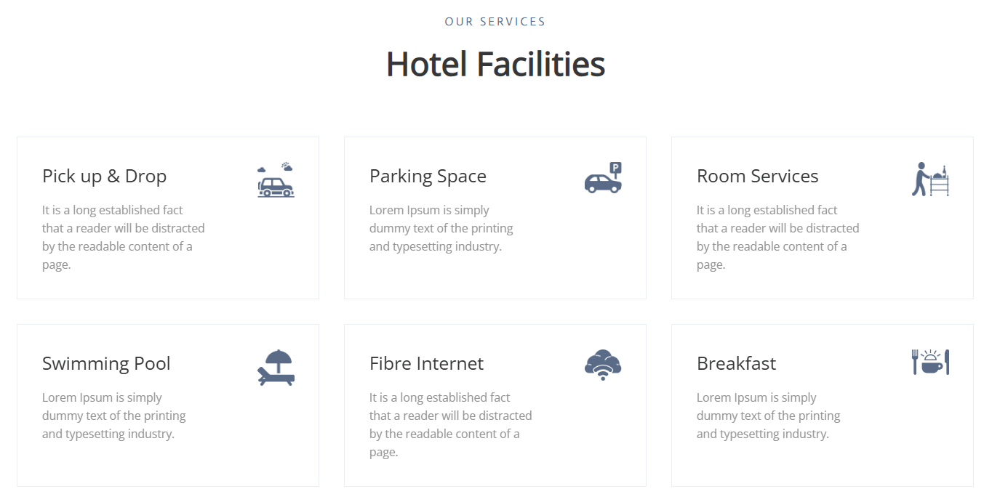 OUR SERVICES
Hotel Facilities
Pick up & Drop
It is a long established fact
that a reader will be distracted
by the readable content of a
page.
Parking Space
P
Lorem Ipsum is simply
dummy text of the printing
and typesetting industry.
Room Services
It is a long established fact
that a reader will be distracted
by the readable content of a
page.
Swimming Pool
Lorem Ipsum is simply
dummy text of the printing
and typesetting industry.
Fibre Internet
It is a long established fact
that a reader will be distracted
by the readable content of a
page.
Breakfast
Lorem Ipsum is simply
dummy text of the printing
and typesetting industry.